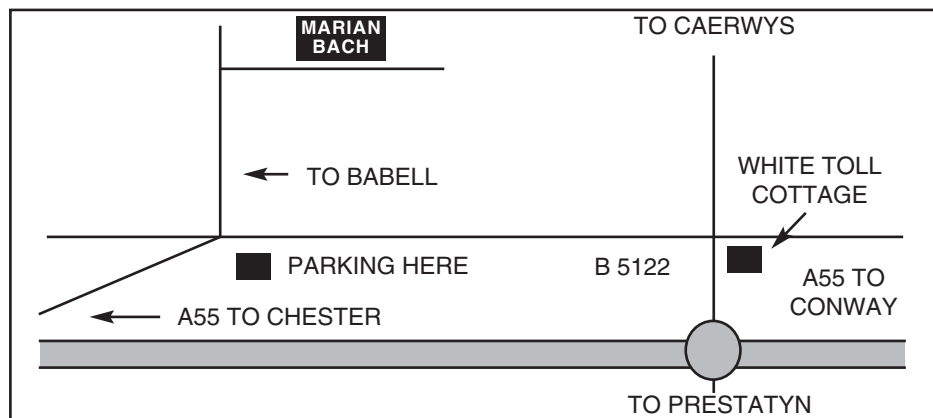 MARIAN
BACH
TO CAERWYS
TO BABELL
WHITE TOLL
COTTAGE
PARKING HERE
B 5122
A55 TO
CONWAY
A55 TO CHESTER
TO PRESTATYN